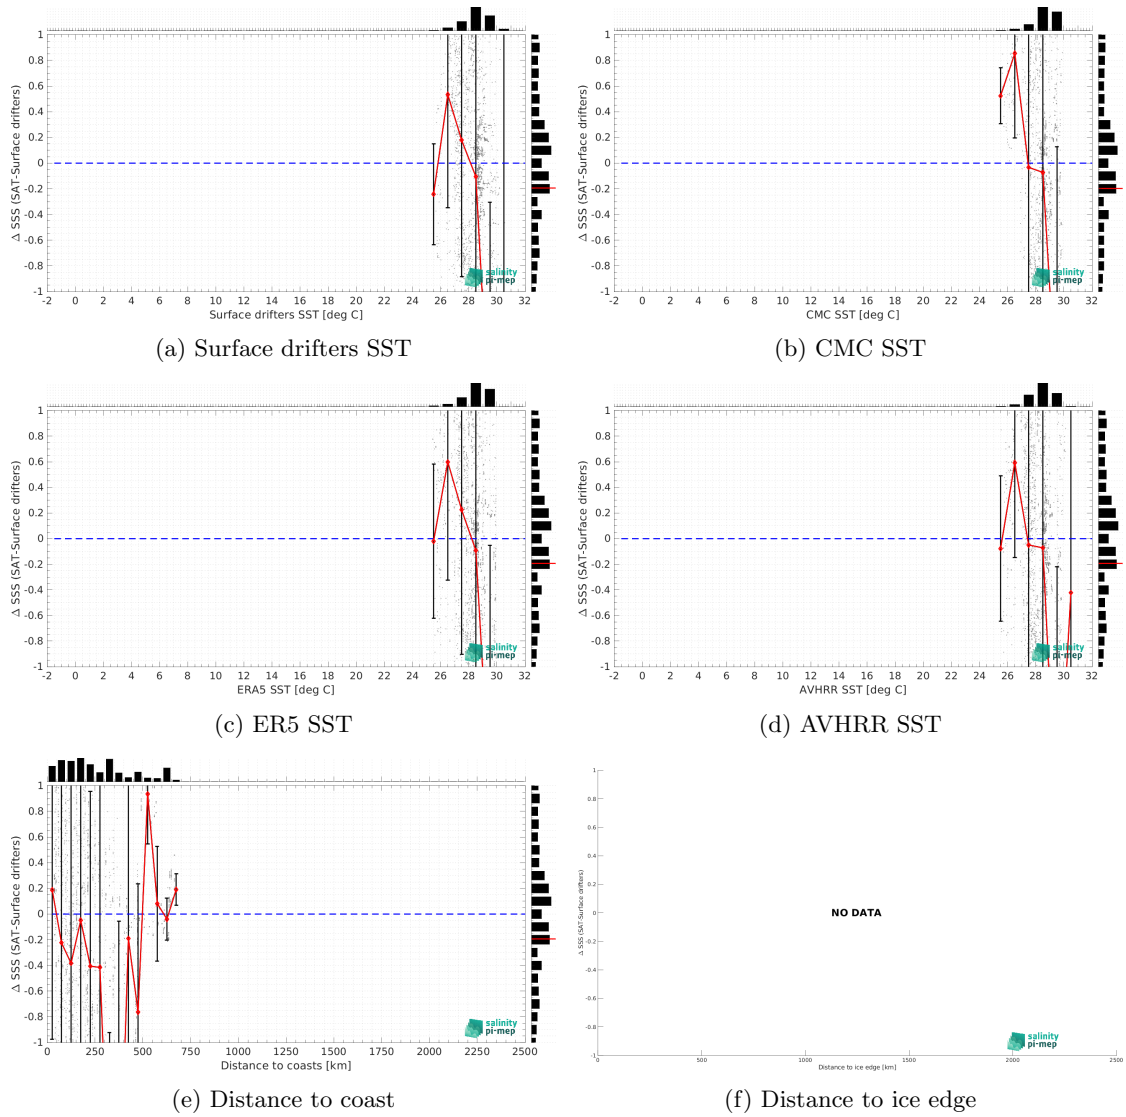 1
0.8
0.6
0.4
0.2
0
-0.2
-0.4
-0.6
-0.8
-1
Δ SSS (SAT-Surface drifters)
salinity
pi-mep
-2 0 2 4 6 8 10 12 14 16 18 20 22 24 26 28 30 32
Surface drifters SST [deg C]
(a) Surface drifters SST
1
0.8
0.6
0.4
0.2
0
-0.2
-0.4
-0.6
-0.8
-1
Δ SSS (SAT-Surface drifters)
salinity
pi-mep
-2 0 2 4 6 8 10 12 14 16 18 20 22 24 26 28 30 32
CMC SST [deg C]
(b) CMC SST
1
0.8
0.6
0.4
0.2
0
-0.2
-0.4
-0.6
-0.8
-1
Δ SSS (SAT-Surface drifters)
salinity
pi-mep
-2 0 2 4 6 8 10 12 14 16 18 20 22 24 26 28 30 32
ERA5 SST [deg C]
(c) ER5 SST
1
0.8
0.6
0.4
0.2
0
-0.2
-0.4
-0.6
-0.8
-1
Δ SSS (SAT-Surface drifters)
salinity
pi-mep
-2 0 2 4 6 8 10 12 14 16 18 20 22 24 26 28 30 32
AVHRR SST [deg C]
(d) AVHRR SST
1
0.8
0.6
0.4
0.2
0
-0.2
-0.4
-0.6
-0.8
-1
Δ SSS (SAT-Surface drifters)
salinity
pi-mep
0 250 500 750 1000 1250 1500 1750 2000 2250 2500
Distance to coasts [km]
(e) Distance to coast
1
0.8
0.6
0.4
0.2
0
-0.2
-0.4
-0.6
-0.8
-1
Δ SSS (SAT-Surface drifters)
NO DATA
salinity
pi-mep
0 500 1000 1500 2000 2500
Distance to ice edge [km]
(f) Distance to ice edge